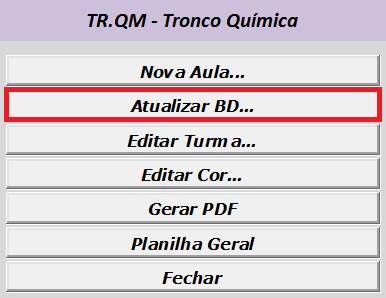 TR.QM - Tronco Química
Nova Aula...
Atualizar BD...
Editar Turma...
Editar Cor...
Gerar PDF
Planilha Geral
Fechar